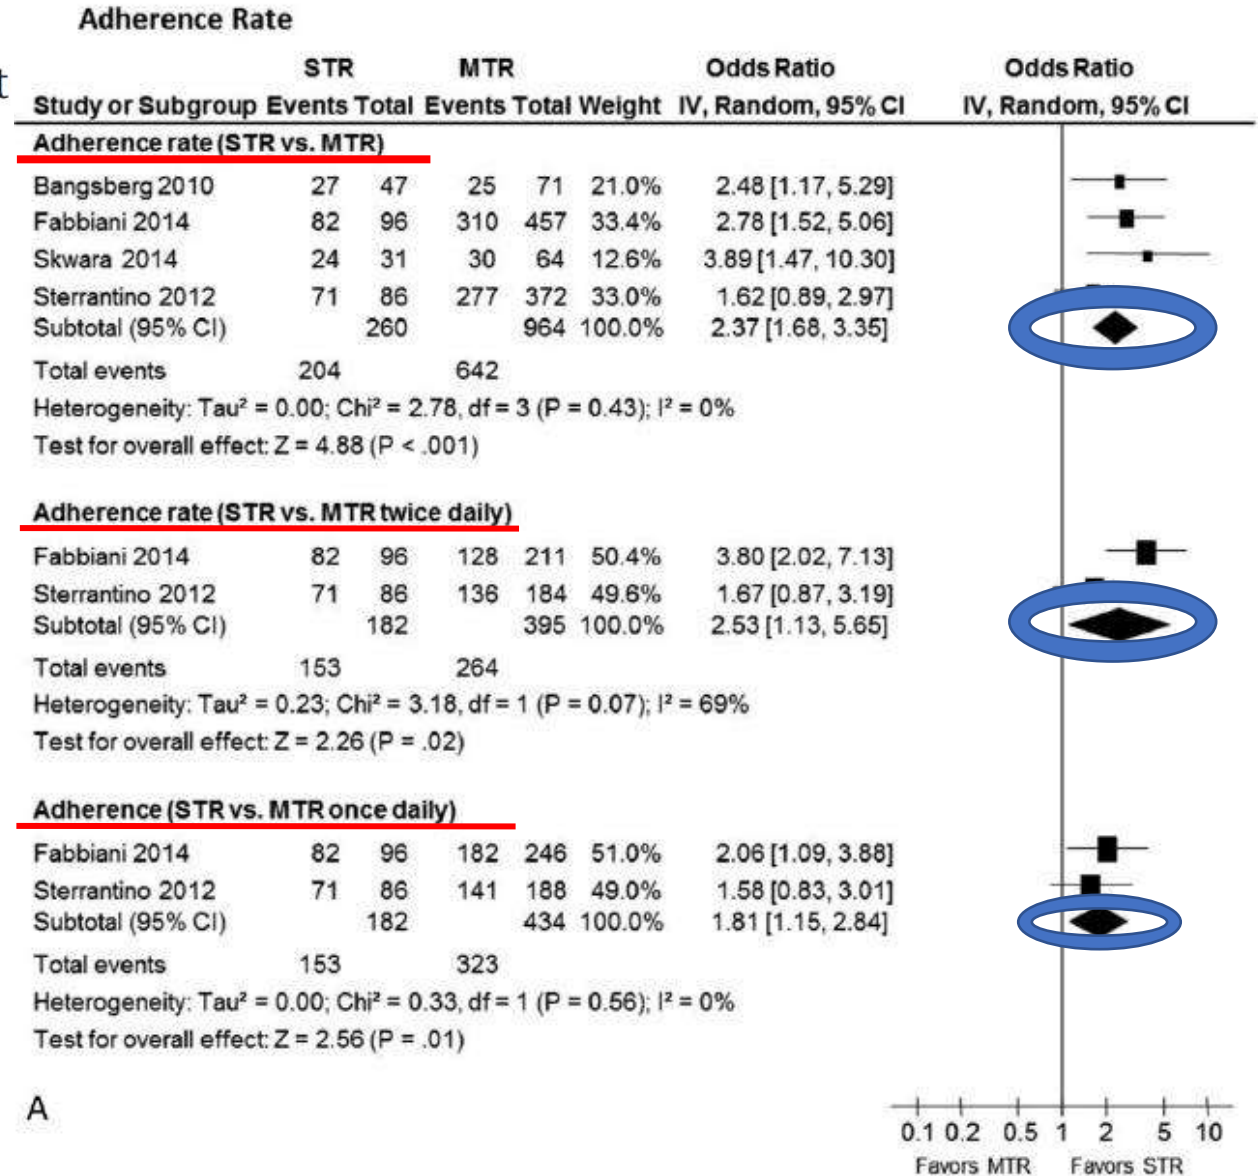 Adherence Rate
t
STR MTR Odds Ratio Odds Ratio
Study or Subgroup Events Total Events Total Weight IV, Random, 95% CI IV, Random, 95% CI
Adherence rate (STR vs. MTR)
Bangsberg 2010 27 47 25 71 21.0% 2.48 [1.17, 5.29]
Fabbiani 2014 82 96 310 457 33.4% 2.78 [1.52, 5.06]
Skwara 2014 24 31 30 64 12.6% 3.89 [1.47, 10.30]
Sterrantino 2012 71 86 277 372 33.0% 1.62 [0.89, 2.97]
Subtotal (95% CI) 260 964 100.0% 2.37 [1.68, 3.35]
Total events 204 642
Heterogeneity: Tau² = 0.00; Chi² = 2.78, df = 3 (P = 0.43); I² = 0%
Test for overall effect: Z = 4.88 (P < .001)
Adherence rate (STR vs. MTR twice daily)
Fabbiani 2014 82 96 128 211 50.4% 3.80 [2.02, 7.13]
Sterrantino 2012 71 86 136 184 49.6% 1.67 [0.87, 3.19]
Subtotal (95% CI) 182 395 100.0% 2.53 [1.13, 5.65]
Total events 153 264
Heterogeneity: Tau² = 0.23; Chi² = 3.18, df = 1 (P = 0.07); I² = 69%
Test for overall effect: Z = 2.26 (P = .02)
Adherence (STR vs. MTR once daily)
Fabbiani 2014 82 96 182 246 51.0% 2.06 [1.09, 3.88]
Sterrantino 2012 71 86 141 188 49.0% 1.58 [0.83, 3.01]
Subtotal (95% CI) 182 434 100.0% 1.81 [1.15, 2.84]
Total events 153 323
Heterogeneity: Tau² = 0.00; Chi² = 0.33, df = 1 (P = 0.56); I² = 0%
Test for overall effect: Z = 2.56 (P = .01)
A
0.1 0.2 0.5 1 2 5 10
Favors MTR Favors STR